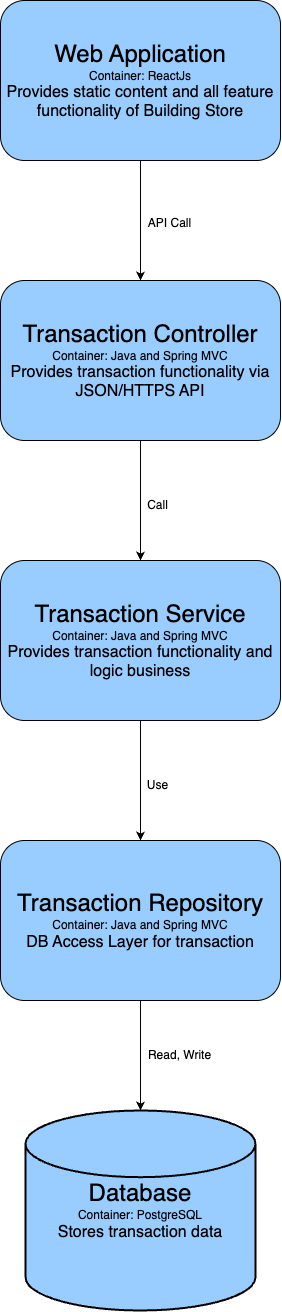 Web Application
Container: ReactJs
Provides static content and all feature
functionality of Building Store
API Call
Transaction Controller
Container: Java and Spring MVC
Provides transaction functionality via
JSON/HTTPS API
Call
Transaction Service
Container: Java and Spring MVC
Provides transaction functionality and
logic business
Use
Transaction Repository
Container: Java and Spring MVC
DB Access Layer for transaction
Read, Write
Database
Container: PostgreSQL
Stores transaction data